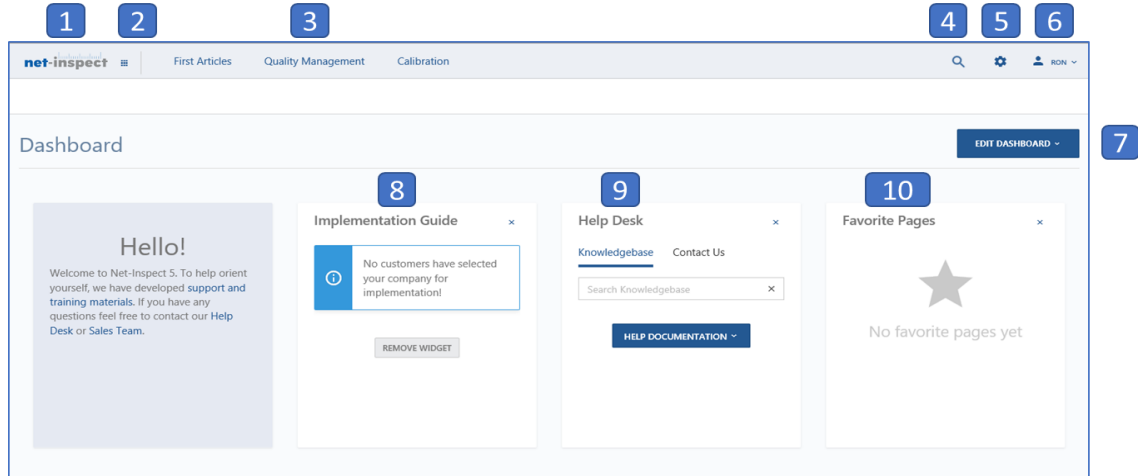 1 2 3 4 5 6
net-inspect First Articles Quality Management Calibration RON
Dashboard EDIT DASHBOARD 7
8 9 10
Hello!
Welcome to Net-Inspect 5. To help orient
yourself, we have developed support and
training materials. If you have any
questions feel free to contact our Help
Desk or Sales Team.
Implementation Guide ×
No customers have selected
your company for
implementation!
REMOVE WIDGET
Help Desk ×
Knowledgebase Contact Us
Search Knowledgebase ×
HELP DOCUMENTATION
Favorite Pages ×
No favorite pages yet